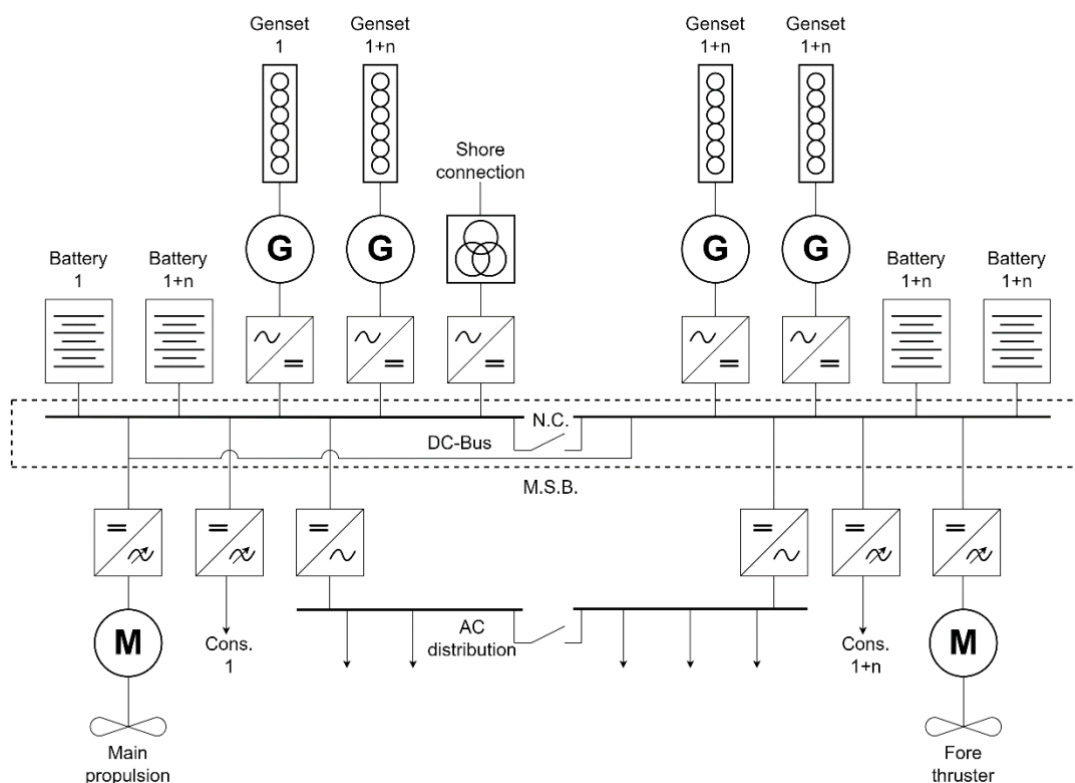 Genset
1
Genset
1+n
Genset
1+n
Genset
1+n
Shore
connection
G
G
G
G
Battery
1
Battery
1+n
Battery
1+n
Battery
1+n
N.C.
DC-Bus
M.S.B.
M
Cons.
1
AC
distribution
Cons.
1+n
M
Main
propulsion
Fore
thruster